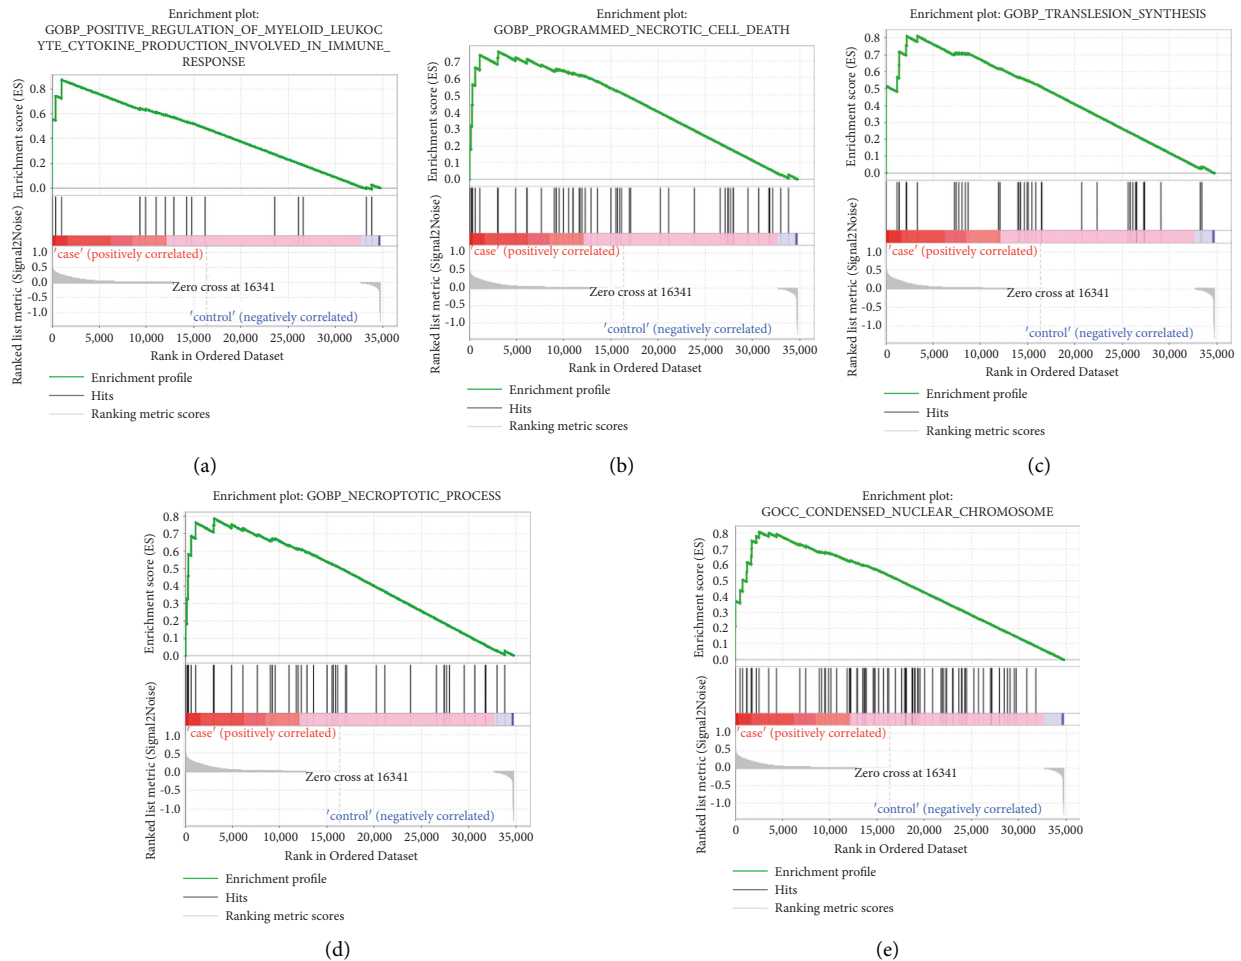 Enrichment plot:
GOBP_POSITIVE_REGULATION_OF_MYELOID_LEUKOC
YTE_CYTOKINE_PRODUCTION_INVOLVED_IN_IMMUNE_
RESPONSE
Enrichment score (ES)
0.8
0.6
0.4
0.2
0.0
Ranked list metric (Signal2Noise)
1.0
0.5
0.0
-0.5
-1.0
'case' (positively correlated)
Zero cross at 16341
'control' (negatively correlated)
0 5,000 10,000 15,000 20,000 25,000 30,000 35,000
Rank in Ordered Dataset
Enrichment profile
Hits
Ranking metric scores
(a)
Enrichment plot:
GOBP_PROGRAMMED_NECROTIC_CELL_DEATH
Enrichment score (ES)
0.7
0.6
0.5
0.4
0.3
0.2
0.1
0.0
Ranked list metric (Signal2Noise)
1.0
0.5
0.0
-0.5
-1.0
'case' (positively correlated)
Zero cross at 16341
'control' (negatively correlated)
0 5,000 10,000 15,000 20,000 25,000 30,000 35,000
Rank in Ordered Dataset
Enrichment profile
Hits
Ranking metric scores
(b)
Enrichment plot: GOBP_TRANSLESION_SYNTHESIS
Enrichment score (ES)
0.8
0.7
0.6
0.5
0.4
0.3
0.2
0.1
0.0
Ranked list metric (Signal2Noise)
1.0
0.5
0.0
-0.5
-1.0
'case' (positively correlated)
Zero cross at 16341
'control' (negatively correlated)
0 5,000 10,000 15,000 20,000 25,000 30,000 35,000
Rank in Ordered Dataset
Enrichment profile
Hits
Ranking metric scores
(c)
Enrichment plot: GOBP_NECROPTOTIC_PROCESS
Enrichment score (ES)
0.8
0.7
0.6
0.5
0.4
0.3
0.2
0.1
0.0
Ranked list metric (Signal2Noise)
1.0
0.5
0.0
-0.5
-1.0
'case' (positively correlated)
Zero cross at 16341
'control' (negatively correlated)
0 5,000 10,000 15,000 20,000 25,000 30,000 35,000
Rank in Ordered Dataset
Enrichment profile
Hits
Ranking metric scores
(d)
Enrichment plot:
GOCC_CONDENSED_NUCLEAR_CHROMOSOME
Enrichment score (ES)
0.8
0.7
0.6
0.5
0.4
0.3
0.2
0.1
0.0
Ranked list metric (Signal2Noise)
1.0
0.5
0.0
-0.5
-1.0
'case' (positively correlated)
Zero cross at 16341
'control' (negatively correlated)
0 5,000 10,000 15,000 20,000 25,000 30,000 35,000
Rank in Ordered Dataset
Enrichment profile
Hits
Ranking metric scores
(e)